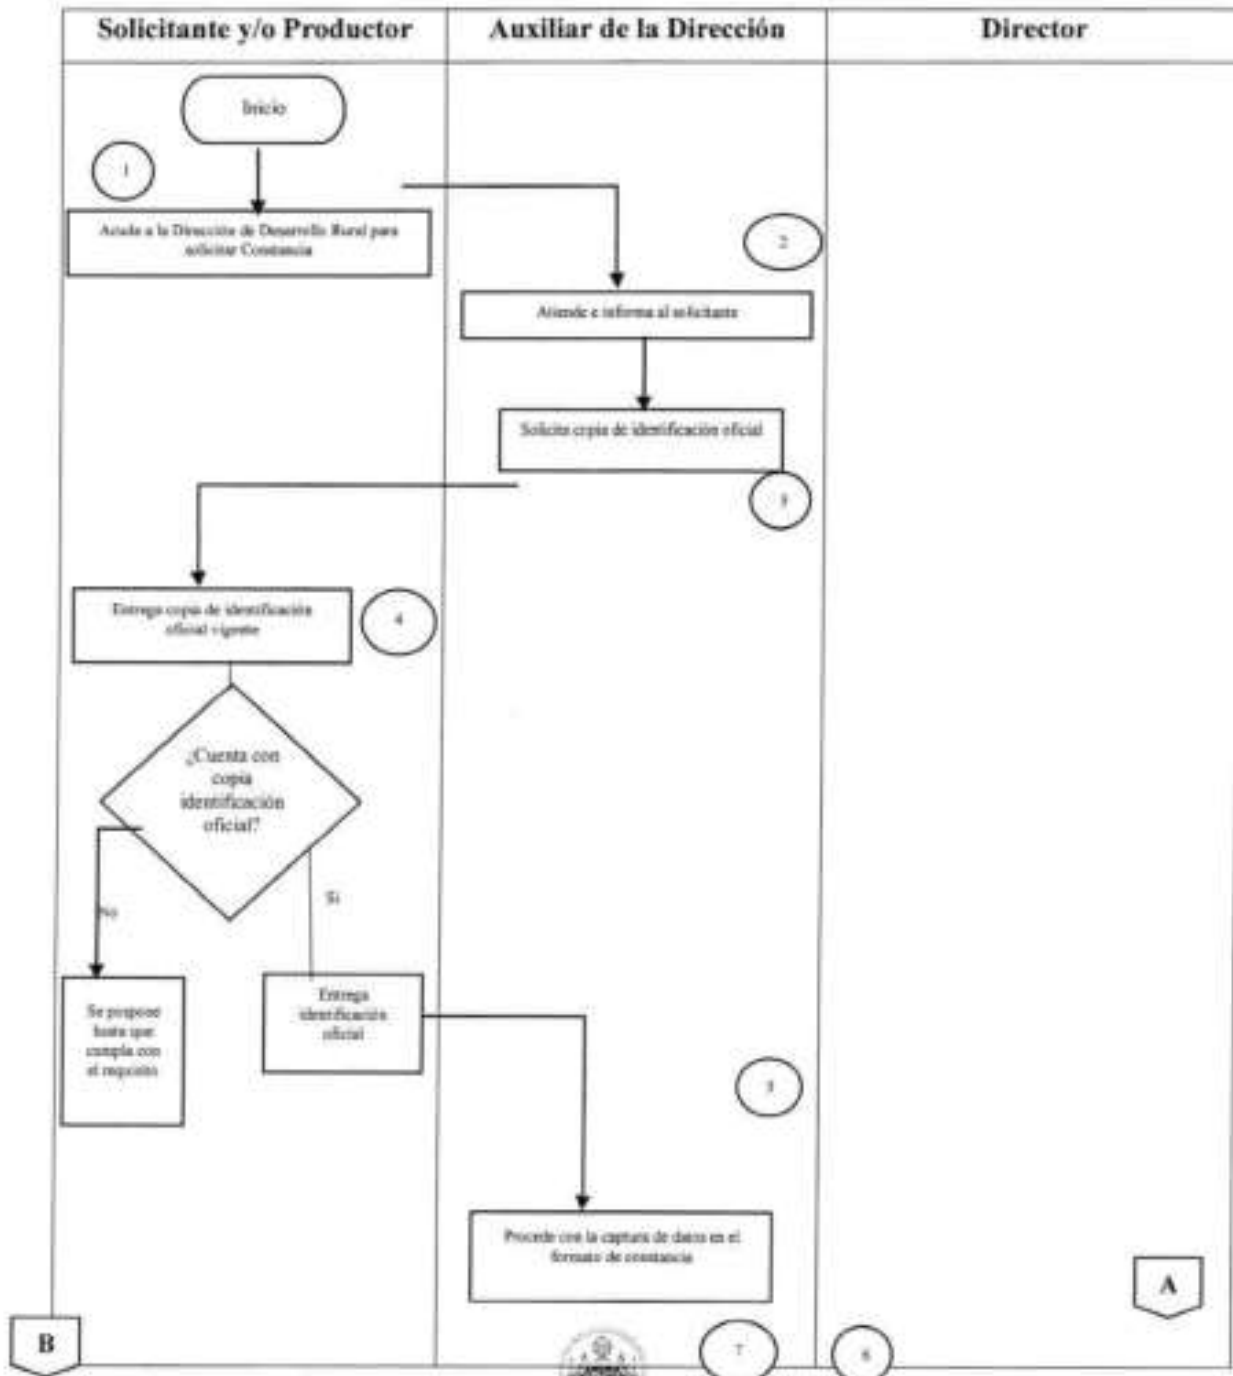 Solicitante y/o Productor
Auxiliar de la Dirección
Director
Inicio
1
Acude a la Dirección de Desarrollo Rural para
solicitar Constancia
2
Atiende e informa al solicitante
Solicita copia de identificación oficial
3
Entrega copia de identificación
oficial vigente
4
¿Cuenta con
copia
identificación
oficial?
No
Si
Se pospone
hasta que
cumpla con
el requisito
Entrega
identificación
oficial
Procede con la captura de datos en el
formato de constancia
A
B
7
6